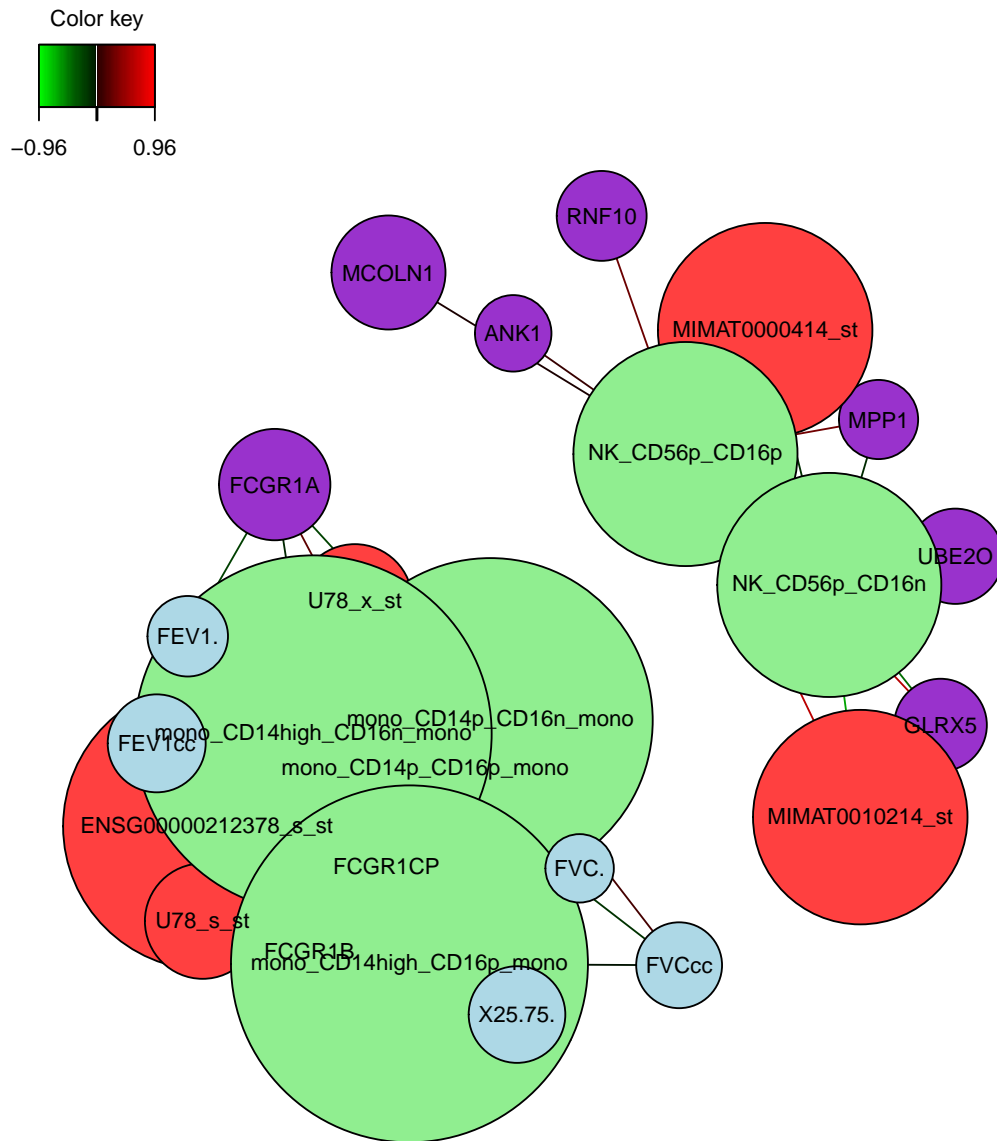 Color key
−0.96 0.96
RNF10
MCOLN1
MIMAT0000414_st
ANK1
MPP1
NK_CD56p_CD16p
FCGR1A
UBE2O
NK_CD56p_CD16n
U78_x_st
FEV1.
mono_CD14p_CD16n_mono
GLRX5
mono_CD14high_CD16n_mono
FEV1cc
mono_CD14p_CD16p_mono
MIMAT0010214_st
ENSG00000212378_s_st
FCGR1CP
FVC.
U78_s_st
FCGR1B
mono_CD14high_CD16p_mono
FVCcc
X25.75.